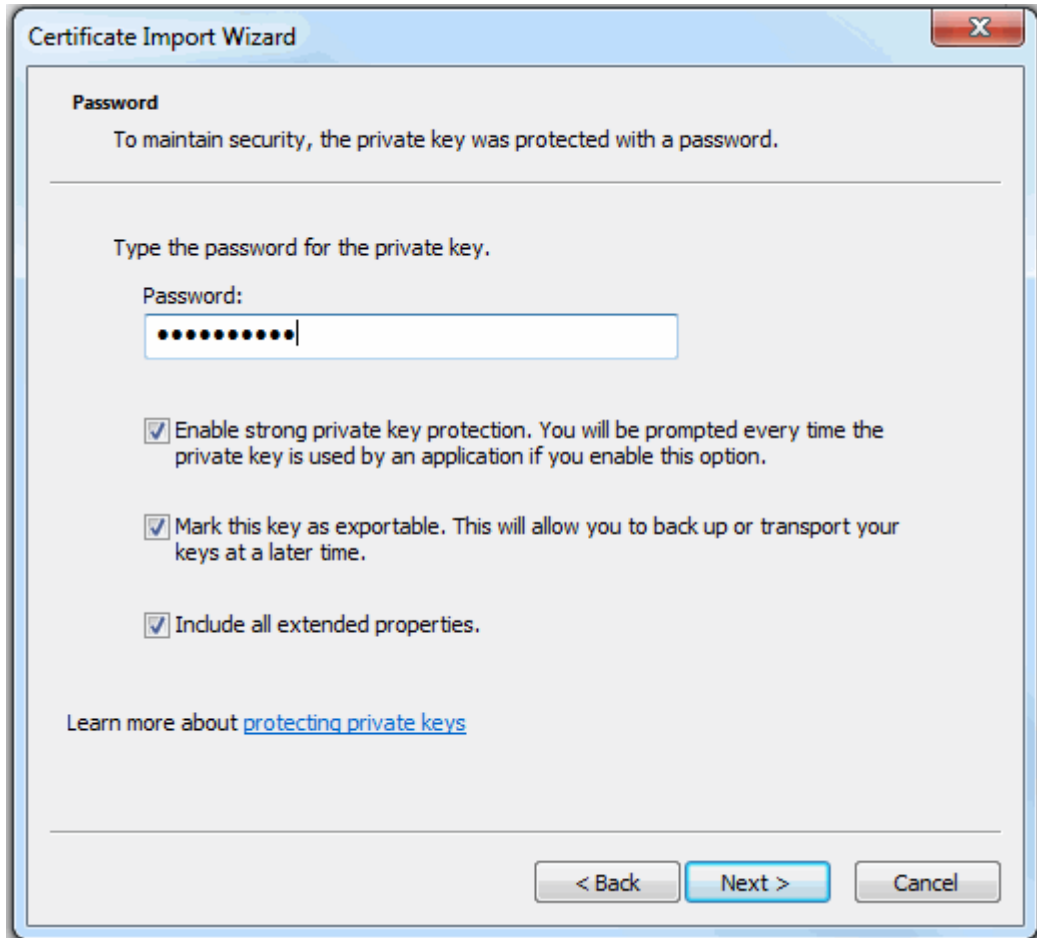 Certificate Import Wizard
Password
To maintain security, the private key was protected with a password.
Type the password for the private key.
Password:
••••••••••
Enable strong private key protection. You will be prompted every time the
private key is used by an application if you enable this option.
Mark this key as exportable. This will allow you to back up or transport your
keys at a later time.
Include all extended properties.
Learn more about protecting private keys
< Back Next > Cancel